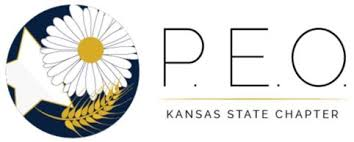 P. E. O.
KANSAS STATE CHAPTER